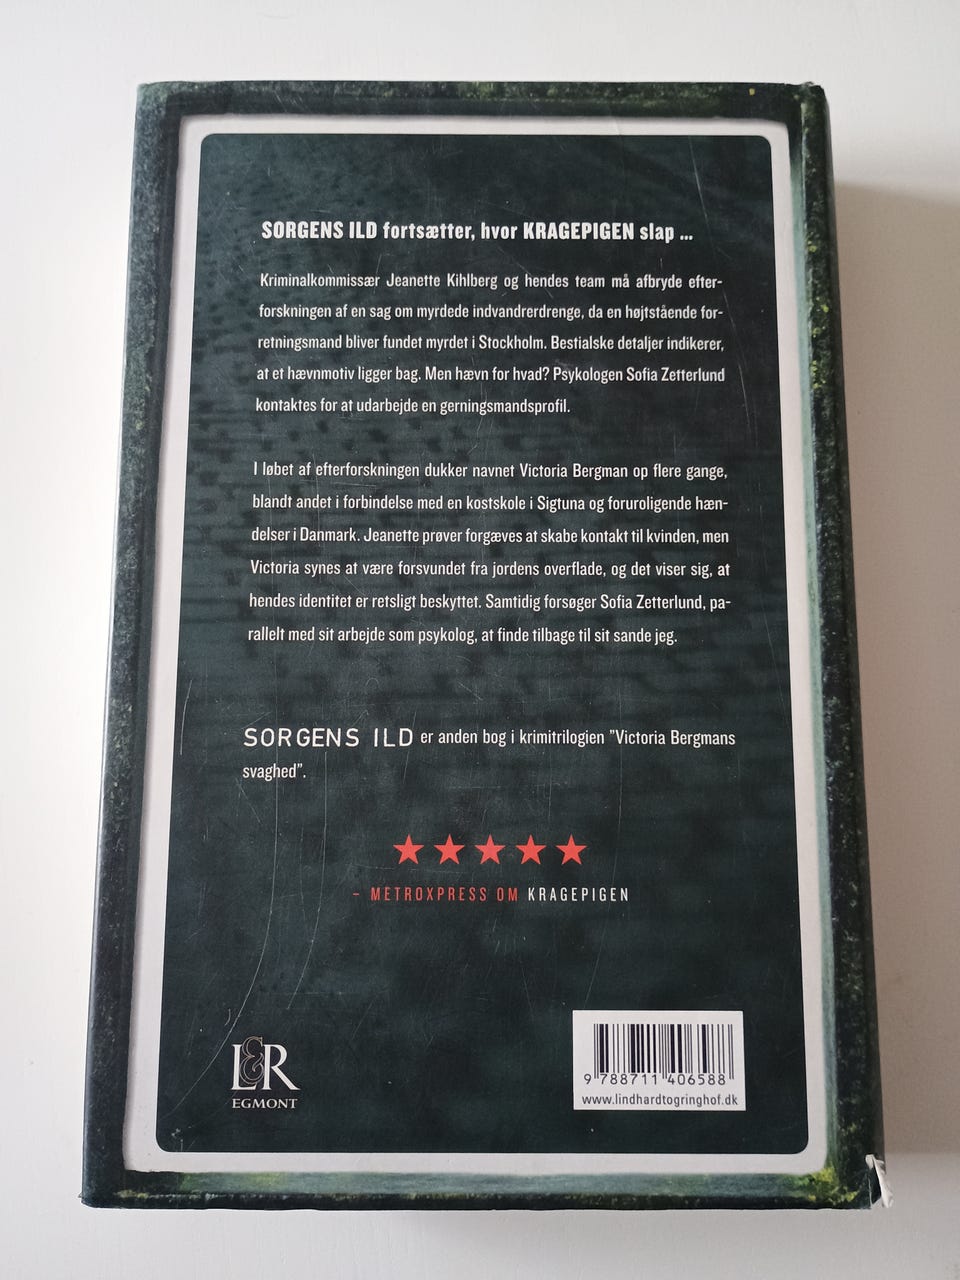 SORGENS ILD fortsætter, hvor KRAGEPIGEN slap ...
Kriminalkommissær Jeanette Kihlberg og hendes team må afbryde efter-
forskningen af en sag om myrdede indvandrerdrenge, da en højtstående for-
retningsmand bliver fundet myrdet i Stockholm. Bestialske detaljer indikerer,
at et hævnmotiv ligger bag. Men hævn for hvad? Psykologen Sofia Zetterlund
kontaktes for at udarbejde en gerningsmandsprofil.
I løbet af efterforskningen dukker navnet Victoria Bergman op flere gange,
blandt andet i forbindelse med en kostskole i Sigtuna og foruroligende hæn-
delser i Danmark. Jeanette prøver forgæves at skabe kontakt til kvinden, men
Victoria synes at være forsvundet fra jordens overflade, og det viser sig, at
hendes identitet er retsligt beskyttet. Samtidig forsøger Sofia Zetterlund, pa-
rallelt med sit arbejde som psykolog, at finde tilbage til sit sande jeg.
SORGENS ILD er anden bog i krimitrilogien ”Victoria Bergmans
svaghed”.
– METROXPRESS OM KRAGEPIGEN
L&R
EGMONT
9 788711 406588
www.lindhardtogringhof.dk